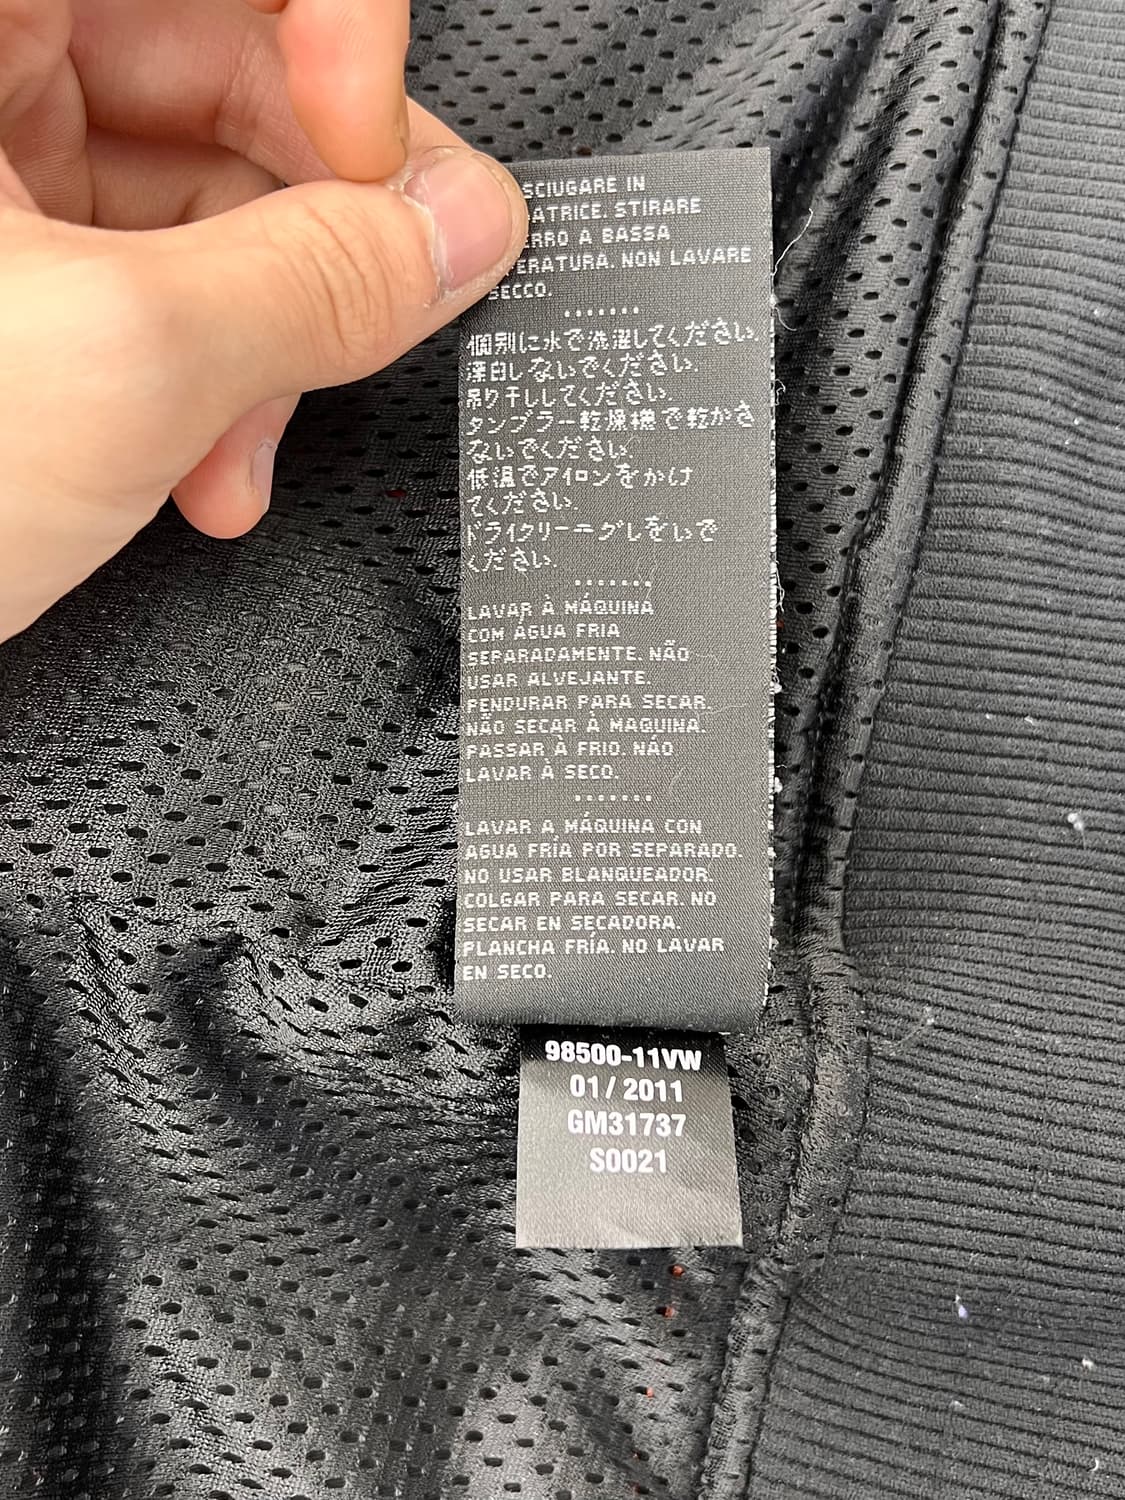 SCIUGARE IN
ATRICE. STIRARE
ERRO A BASSA
PERATURA. NON LAVARE
SECCO.
個別に水で洗濯してください.
漂白しないでください.
吊り干ししてください.
タンブラー乾燥機で乾かさ
ないでください.
低温でアイロンをかけ
てください.
ドライクリーニグしをいで
ください.
LAVAR À MÁQUINA
COM ÁGUA FRIA
SEPARADAMENTE. NÃO
USAR ALVEJANTE.
PENDURAR PARA SECAR.
NÃO SECAR À MAQUINA.
PASSAR À FRIO. NÃO
LAVAR À SECO.
LAVAR A MÁQUINA CON
AGUA FRÍA POR SEPARADO.
NO USAR BLANQUEADOR.
COLGAR PARA SECAR. NO
SECAR EN SECADORA.
PLANCHA FRÍA. NO LAVAR
EN SECO.
98500-11VW
01/2011
GM31737
S0021